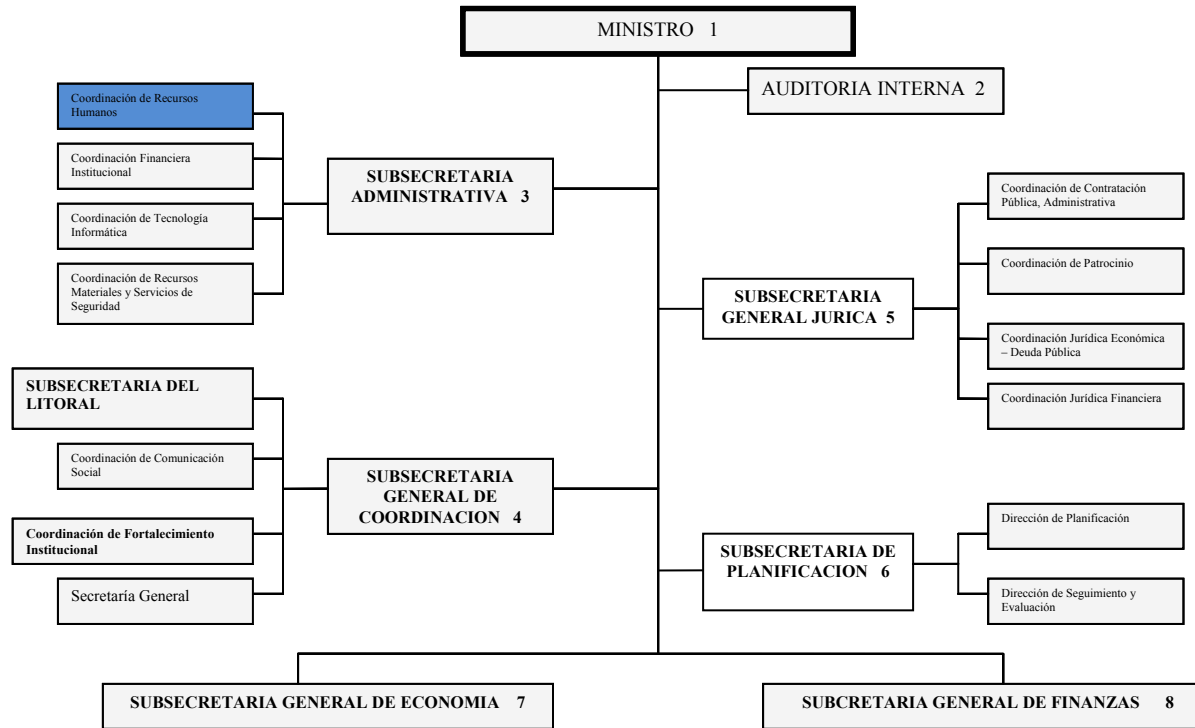 MINISTRO 1
AUDITORIA INTERNA 2
Coordinación de Recursos
Humanos
Coordinación Financiera
Institucional
Coordinación de Tecnología
Informática
Coordinación de Recursos
Materiales y Servicios de
Seguridad
SUBSECRETARIA
ADMINISTRATIVA 3
Coordinación de Contratación
Pública, Administrativa
Coordinación de Patrocinio
Coordinación Jurídica Económica
– Deuda Pública
Coordinación Jurídica Financiera
SUBSECRETARIA
GENERAL JURICA 5
SUBSECRETARIA DEL
LITORAL
Coordinación de Comunicación
Social
Coordinación de Fortalecimiento
Institucional
Secretaría General
SUBSECRETARIA
GENERAL DE
COORDINACION 4
SUBSECRETARIA DE
PLANIFICACION 6
Dirección de Planificación
Dirección de Seguimiento y
Evaluación
SUBSECRETARIA GENERAL DE ECONOMIA 7
SUBCRETARIA GENERAL DE FINANZAS 8